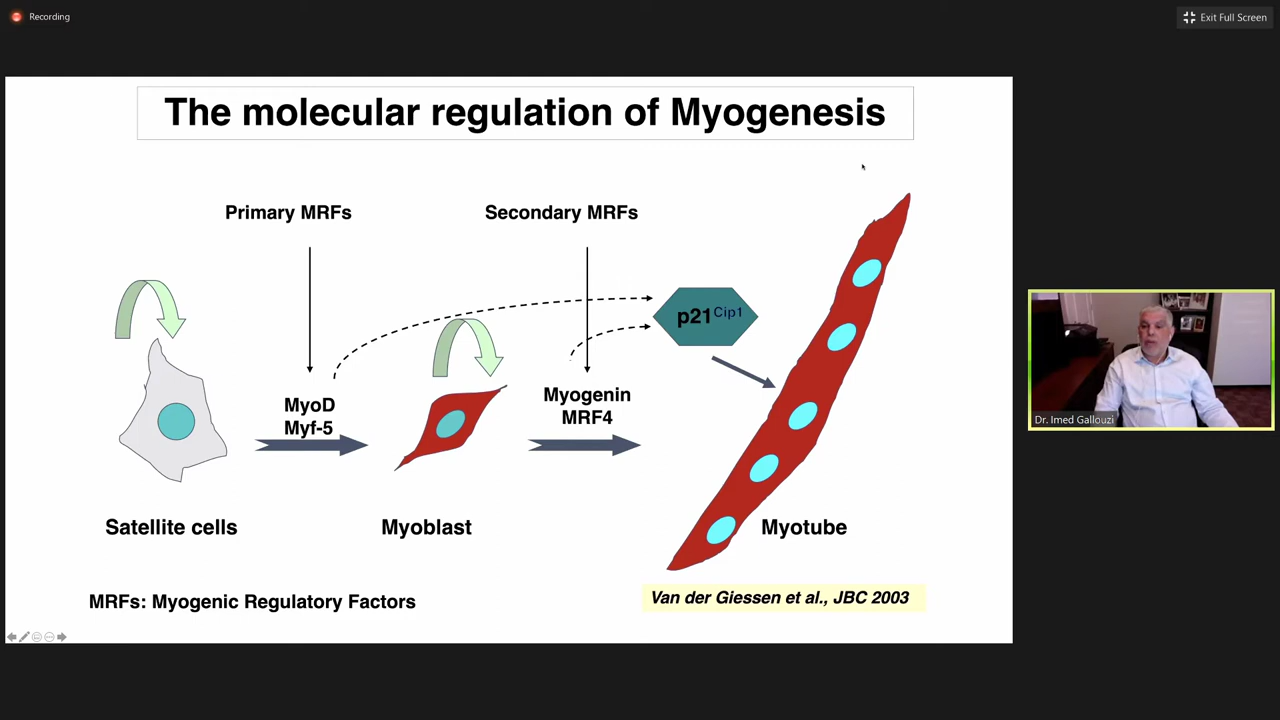 Recording
Exit Full Screen
The molecular regulation of Myogenesis
Primary MRFs
Secondary MRFs
p21Cip1
MyoD
Myf-5
Myogenin
MRF4
Satellite cells
Myoblast
Myotube
MRFs: Myogenic Regulatory Factors
Van der Giessen et al., JBC 2003
Dr. Imed Gallouzi